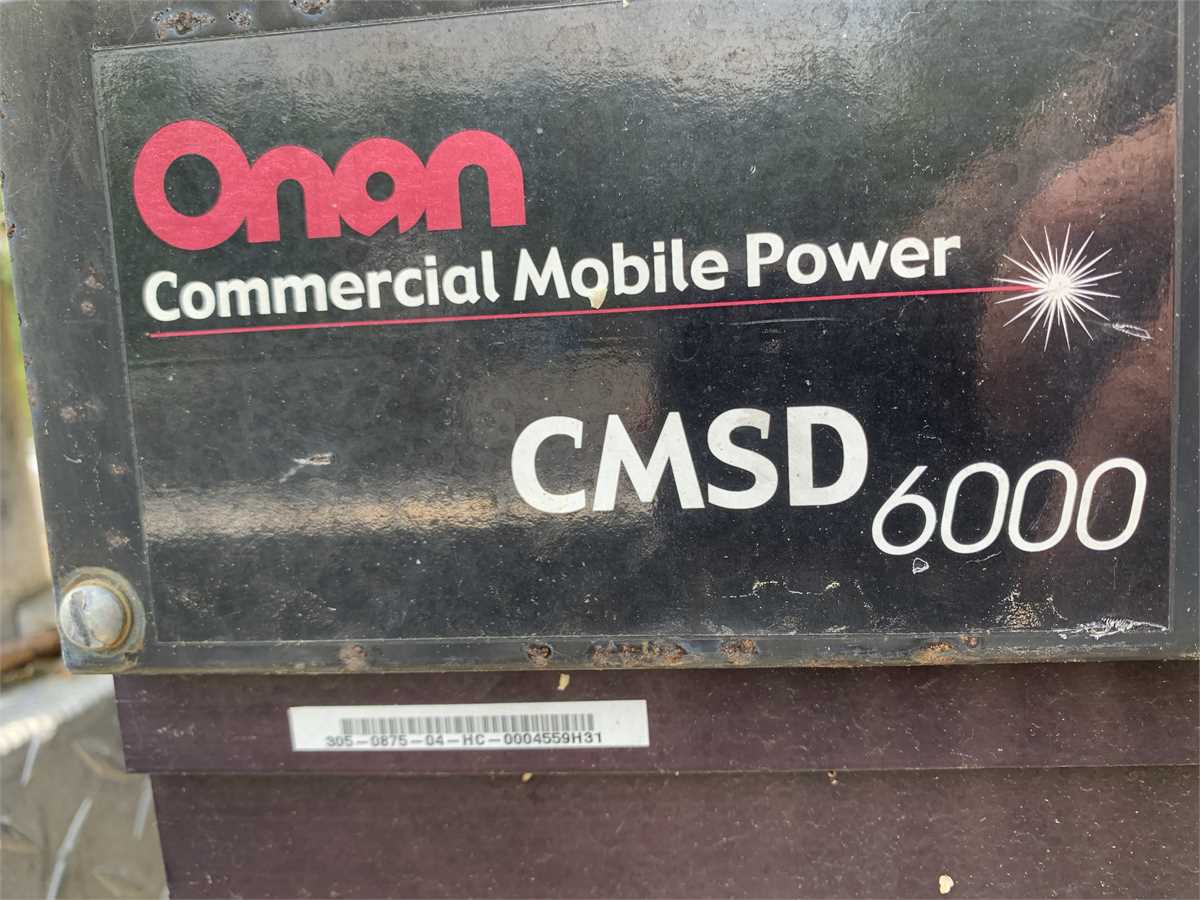 Onan
Commercial Mobile Power
CMSD 6000
305-0875-04-HC-0004559H31